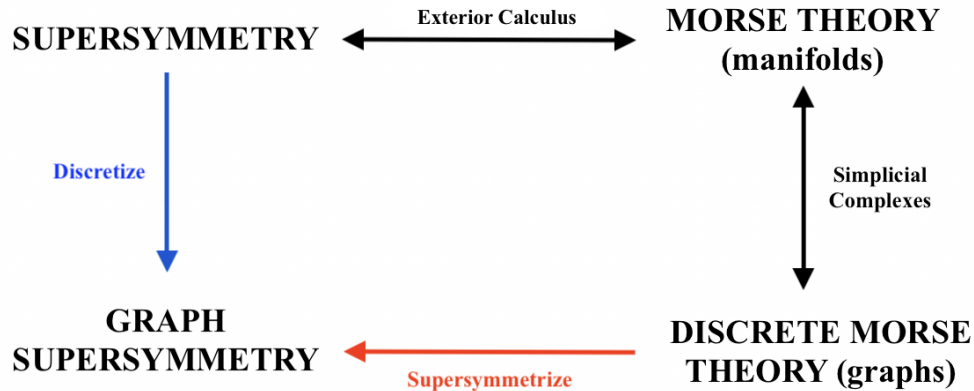 Exterior Calculus
SUPERSYMMETRY
MORSE THEORY
(manifolds)
Discretize
Simplicial
Complexes
GRAPH
SUPERSYMMETRY
DISCRETE MORSE
THEORY (graphs)
Supersymmetrize